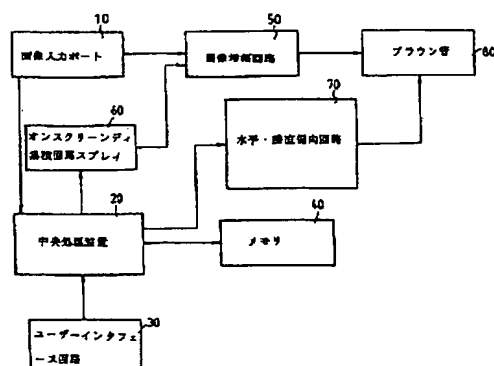 10
画像入力ポート
50
画像増幅回路
ブラウン管
80
60
オンスクリーンディ
集積回路スプレイ
70
水平・垂直偏向回路
20
中央処理装置
40
メモリ
30
ユーザーインタフェ
ース回路